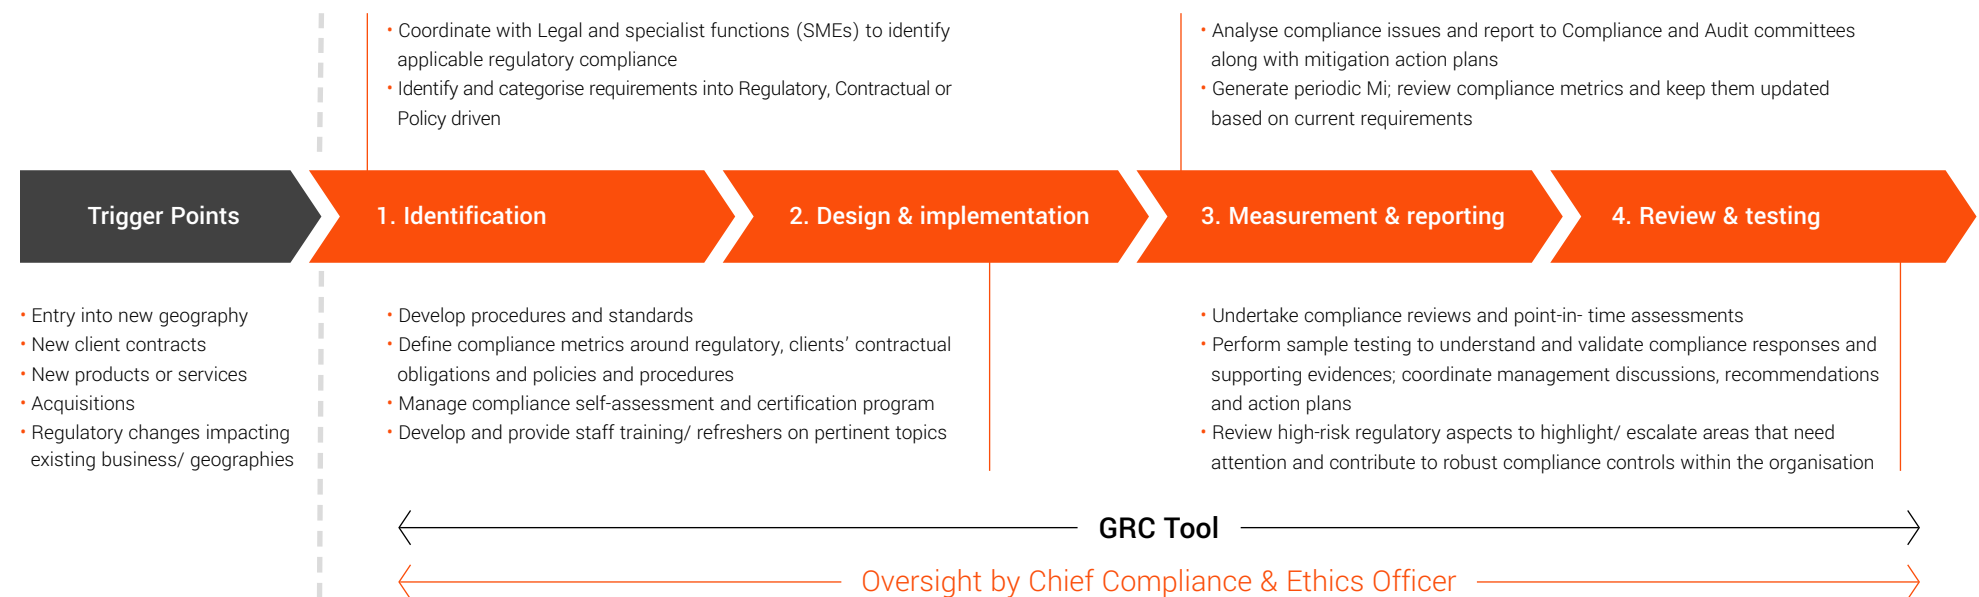 • Coordinate with Legal and specialist functions (SMEs) to identify
applicable regulatory compliance
• Identify and categorise requirements into Regulatory, Contractual or
Policy driven
• Analyse compliance issues and report to Compliance and Audit committees
along with mitigation action plans
• Generate periodic Mi; review compliance metrics and keep them updated
based on current requirements
Trigger Points
1. Identification
2. Design & implementation
3. Measurement & reporting
4. Review & testing
• Entry into new geography
• New client contracts
• New products or services
• Acquisitions
• Regulatory changes impacting
existing business/ geographies
• Develop procedures and standards
• Define compliance metrics around regulatory, clients’ contractual
obligations and policies and procedures
• Manage compliance self-assessment and certification program
• Develop and provide staff training/ refreshers on pertinent topics
• Undertake compliance reviews and point-in- time assessments
• Perform sample testing to understand and validate compliance responses and
supporting evidences; coordinate management discussions, recommendations
and action plans
• Review high-risk regulatory aspects to highlight/ escalate areas that need
attention and contribute to robust compliance controls within the organisation
GRC Tool
Oversight by Chief Compliance & Ethics Officer